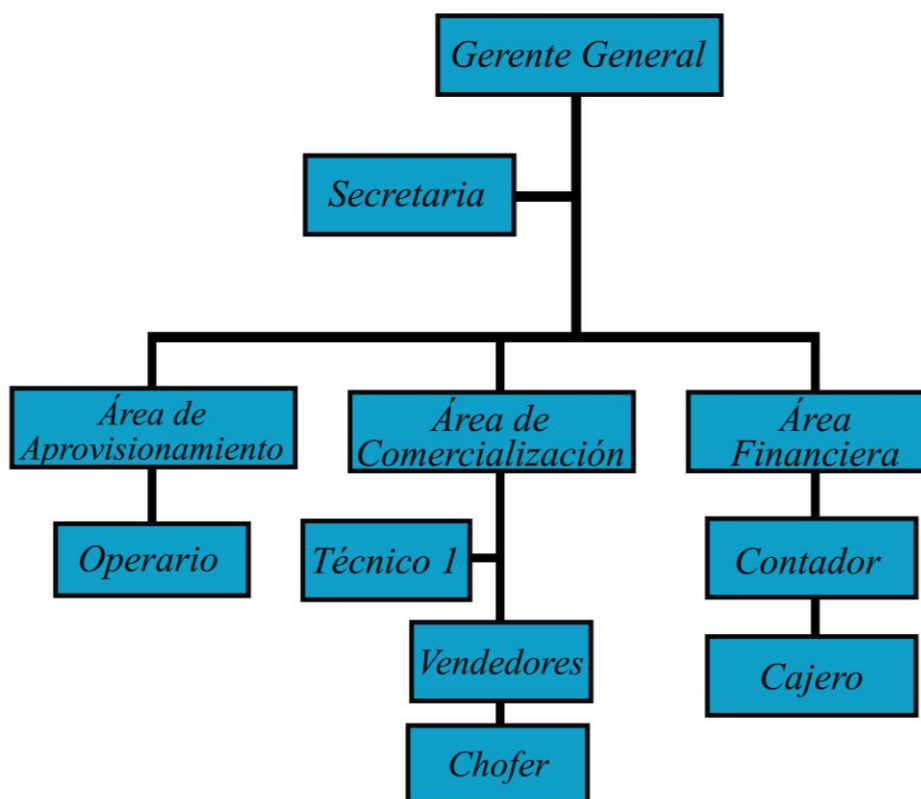 Gerente General
Secretaria
Área de
Aprovisionamiento
Área de
Comercialización
Área
Financiera
Operario
Técnico 1
Contador
Vendedores
Cajero
Chofer